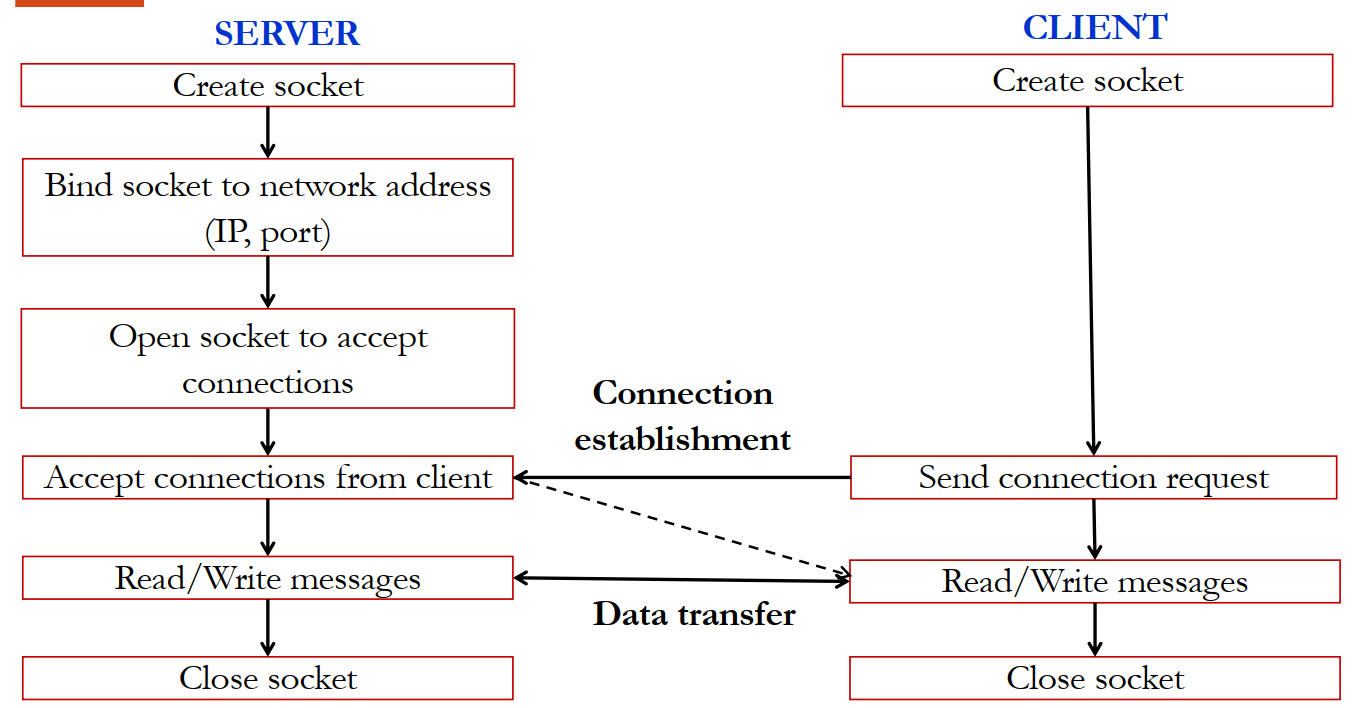 SERVER
Create socket
Bind socket to network address
(IP, port)
Open socket to accept
connections
Accept connections from client
Read/Write messages
Close socket
Connection
establishment
Data transfer
CLIENT
Create socket
Send connection request
Read/Write messages
Close socket